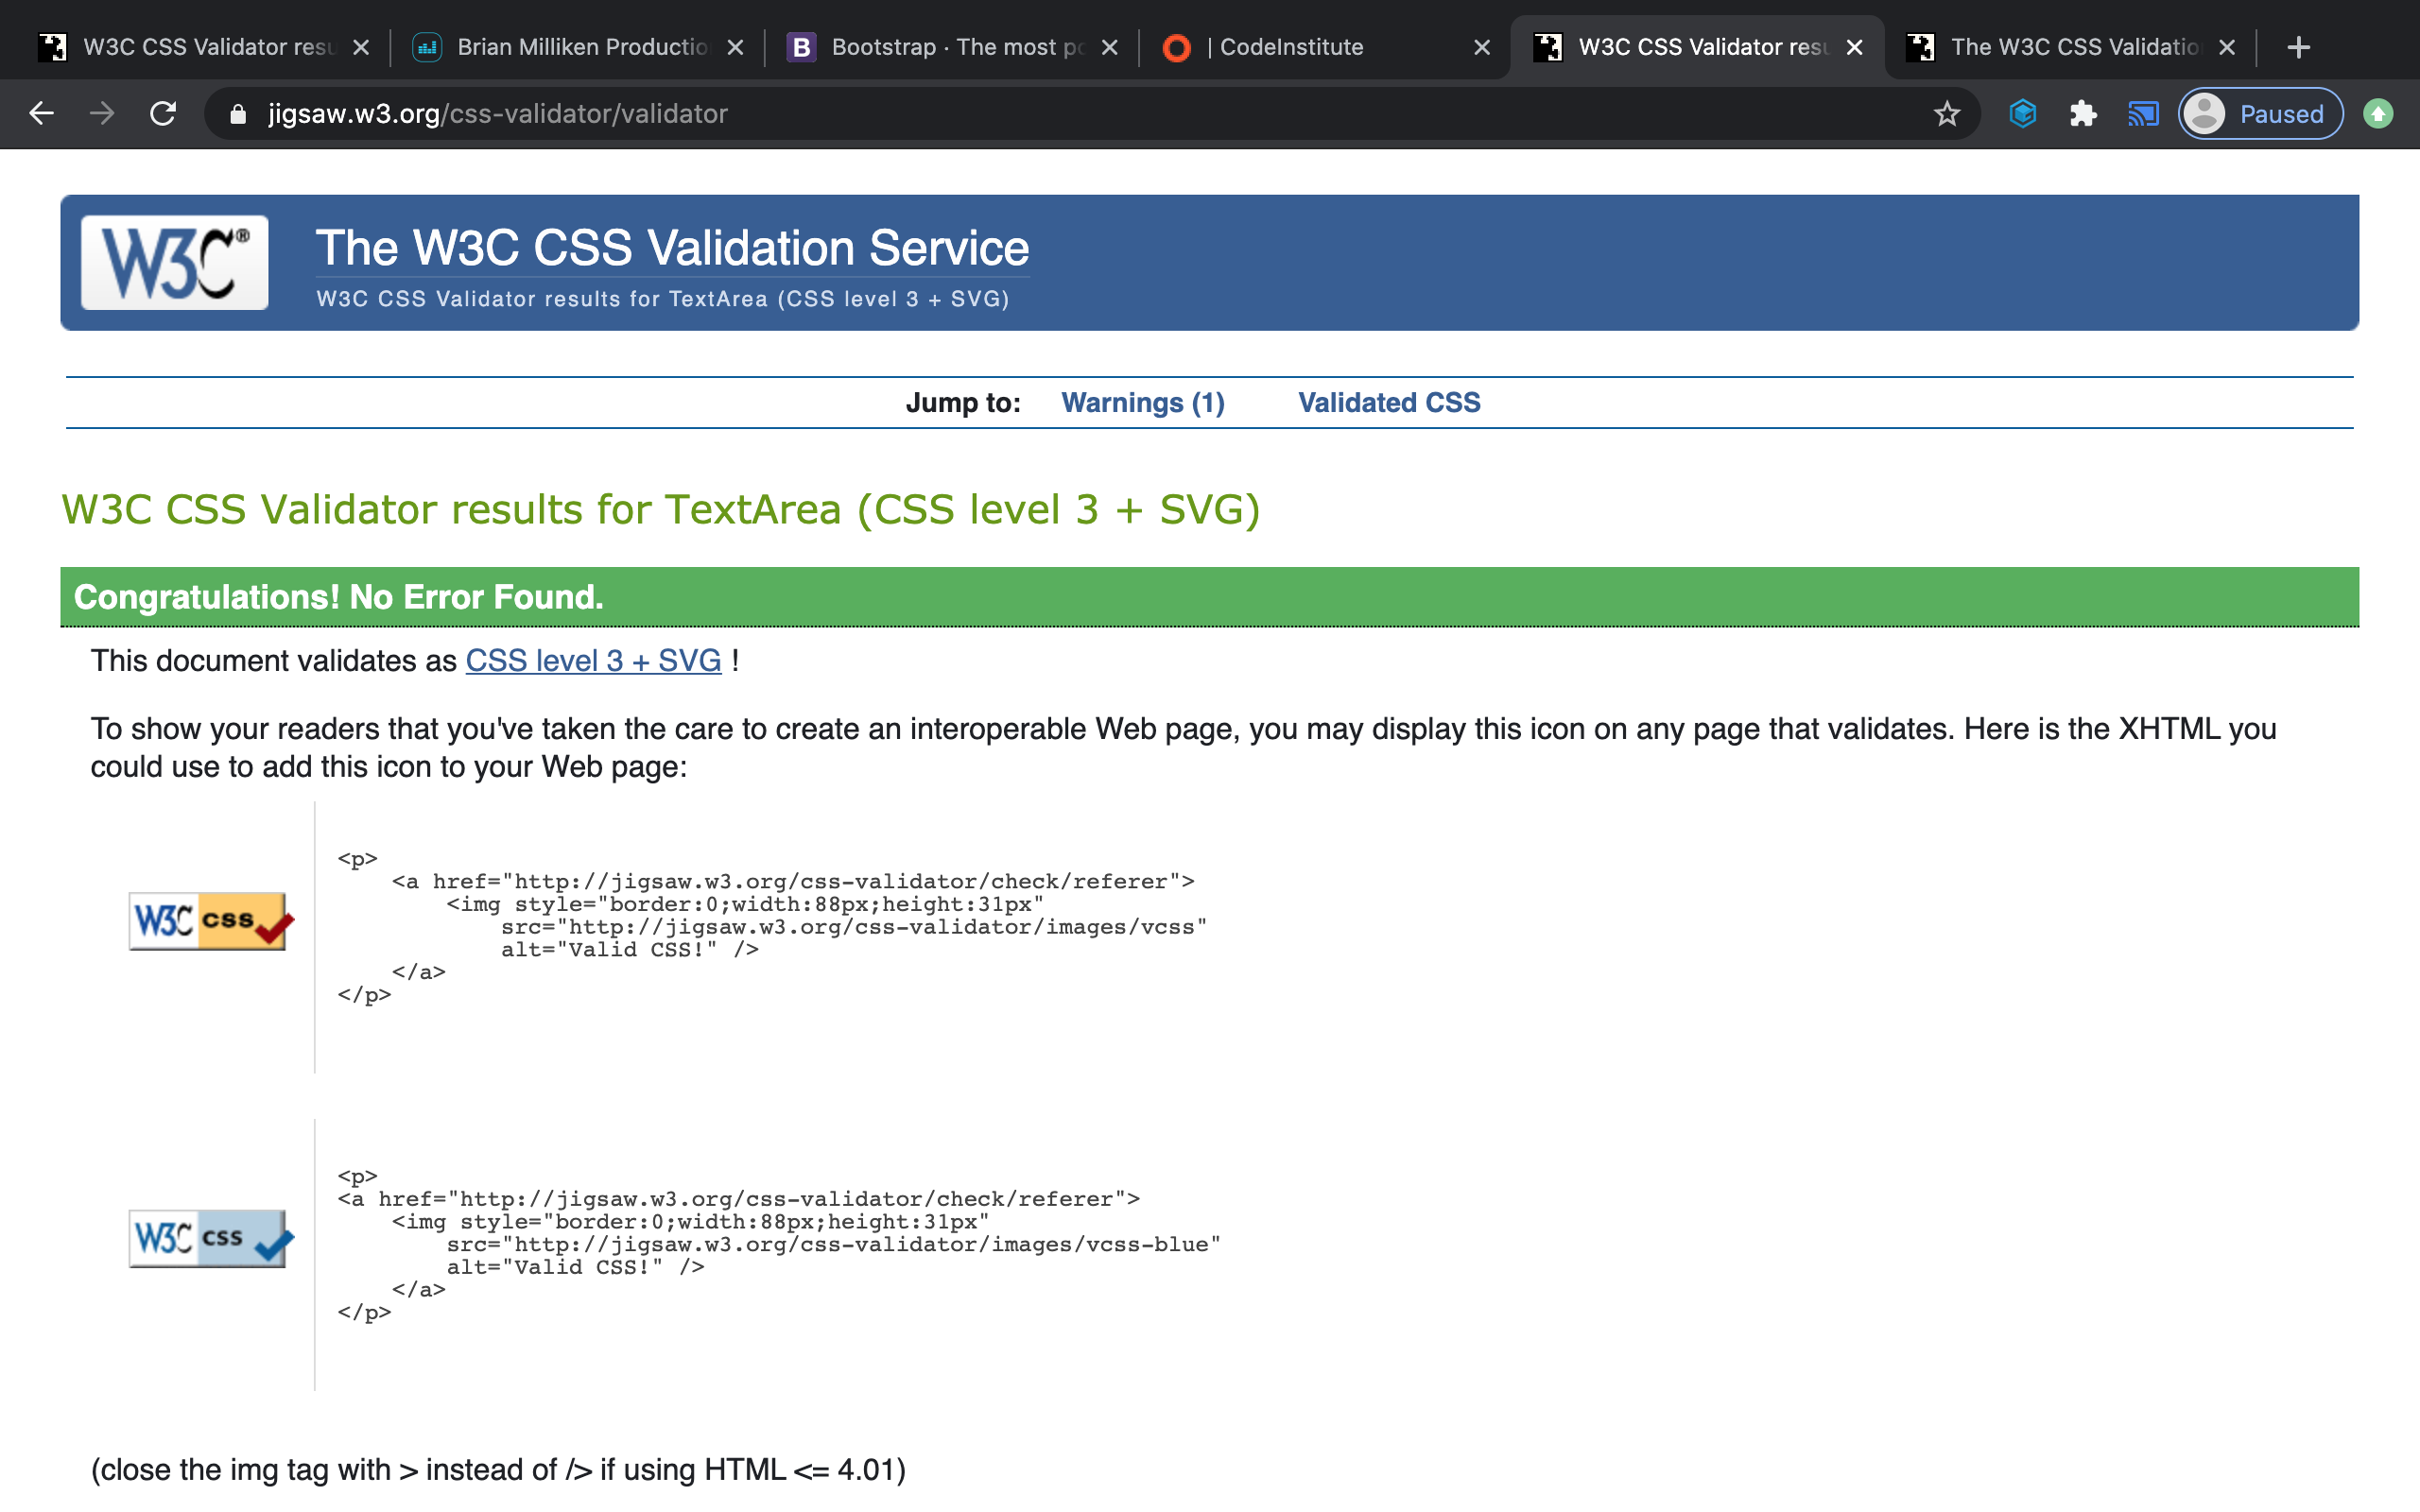 W3C CSS Validator resu
Brian Milliken Productio
Bootstrap · The most po
| CodeInstitute
W3C CSS Validator resu
The W3C CSS Validatio
jigsaw.w3.org/css-validator/validator
Paused
W3C®
The W3C CSS Validation Service
W3C CSS Validator results for TextArea (CSS level 3 + SVG)
Jump to: Warnings (1) Validated CSS
W3C CSS Validator results for TextArea (CSS level 3 + SVG)
Congratulations! No Error Found.
This document validates as CSS level 3 + SVG !
To show your readers that you've taken the care to create an interoperable Web page, you may display this icon on any page that validates. Here is the XHTML you
could use to add this icon to your Web page:
W3C css
<p>
    <a href="http://jigsaw.w3.org/css-validator/check/referer">
        <img style="border:0;width:88px;height:31px"
            src="http://jigsaw.w3.org/css-validator/images/vcss"
            alt="Valid CSS!" />
    </a>
</p>
W3C css
<p>
<a href="http://jigsaw.w3.org/css-validator/check/referer">
    <img style="border:0;width:88px;height:31px"
        src="http://jigsaw.w3.org/css-validator/images/vcss-blue"
        alt="Valid CSS!" />
    </a>
</p>
(close the img tag with > instead of /> if using HTML <= 4.01)